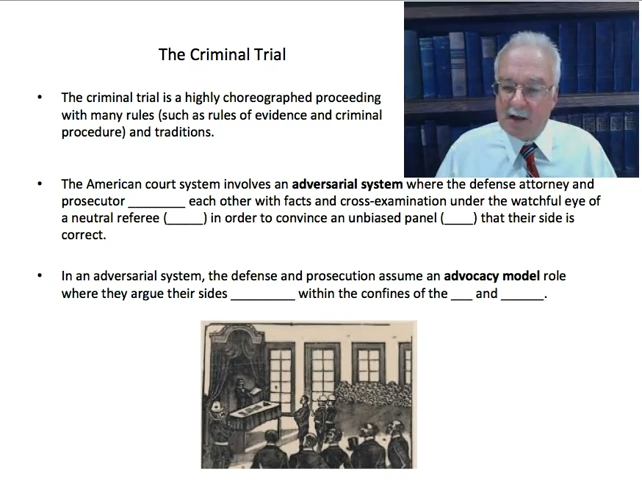 The Criminal Trial
• The criminal trial is a highly choreographed proceeding
with many rules (such as rules of evidence and criminal
procedure) and traditions.
• The American court system involves an adversarial system where the defense attorney and
prosecutor ________ each other with facts and cross-examination under the watchful eye of
a neutral referee (_____) in order to convince an unbiased panel (____) that their side is
correct.
• In an adversarial system, the defense and prosecution assume an advocacy model role
where they argue their sides _________ within the confines of the ___ and ______.